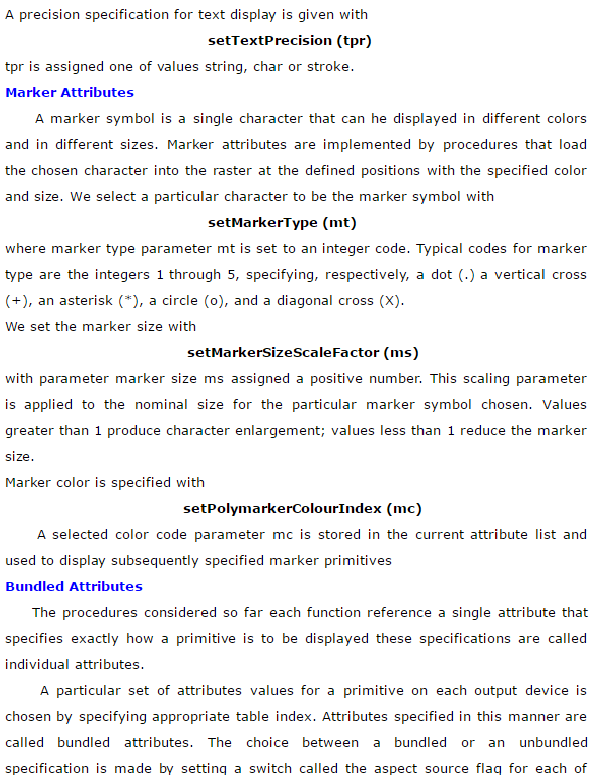 A precision specification for text display is given with
setTextPrecision (tpr)
tpr is assigned one of values string, char or stroke.
Marker Attributes
A marker symbol is a single character that can he displayed in different colors
and in different sizes. Marker attributes are implemented by procedures that load
the chosen character into the raster at the defined positions with the specified color
and size. We select a particular character to be the marker symbol with
setMarkerType (mt)
where marker type parameter mt is set to an integer code. Typical codes for marker
type are the integers 1 through 5, specifying, respectively, a dot (.) a vertical cross
(+), an asterisk (*), a circle (o), and a diagonal cross (X).
We set the marker size with
setMarkerSizeScaleFactor (ms)
with parameter marker size ms assigned a positive number. This scaling parameter
is applied to the nominal size for the particular marker symbol chosen. Values
greater than 1 produce character enlargement; values less than 1 reduce the marker
size.
Marker color is specified with
setPolymarkerColourIndex (mc)
A selected color code parameter mc is stored in the current attribute list and
used to display subsequently specified marker primitives
Bundled Attributes
The procedures considered so far each function reference a single attribute that
specifies exactly how a primitive is to be displayed these specifications are called
individual attributes.
A particular set of attributes values for a primitive on each output device is
chosen by specifying appropriate table index. Attributes specified in this manner are
called bundled attributes. The choice between a bundled or an unbundled
specification is made by setting a switch called the aspect source flag for each of